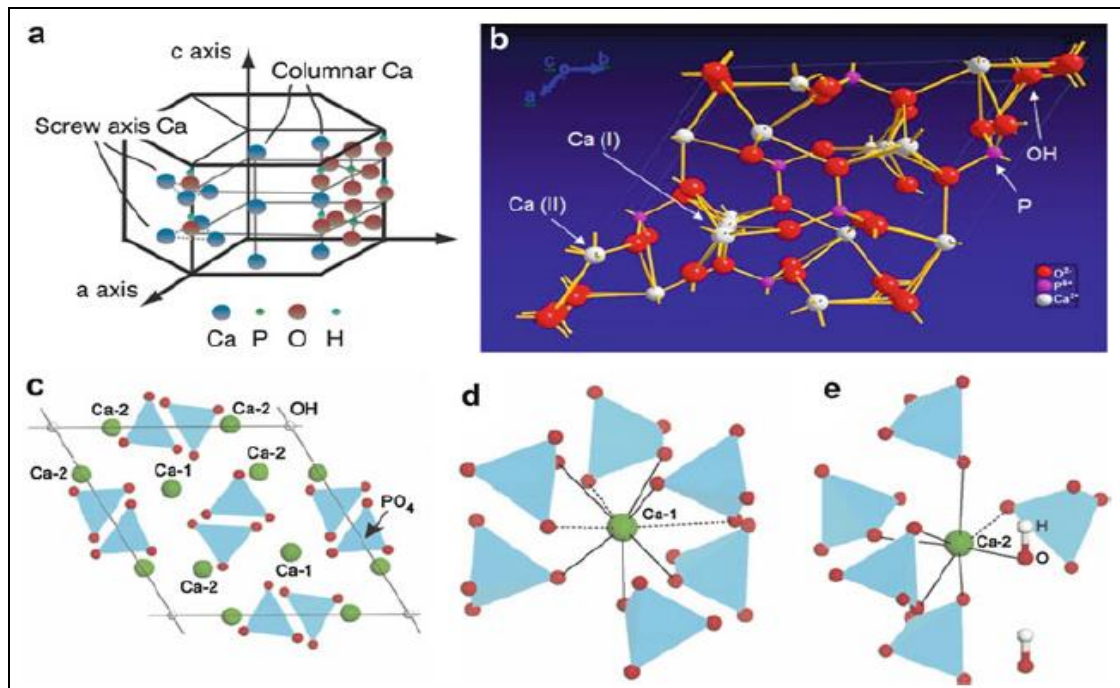 a
c axis
Columnar Ca
Screw axis Ca
a axis
Ca P O H
b
c
b
a
Ca (I)
Ca (II)
OH
P
O²⁻
P⁵⁺
Ca²⁺
c
Ca-2
Ca-2
OH
Ca-2
Ca-2
Ca-1
PO₄
Ca-1
Ca-2
d
Ca-1
e
H
Ca-2
O